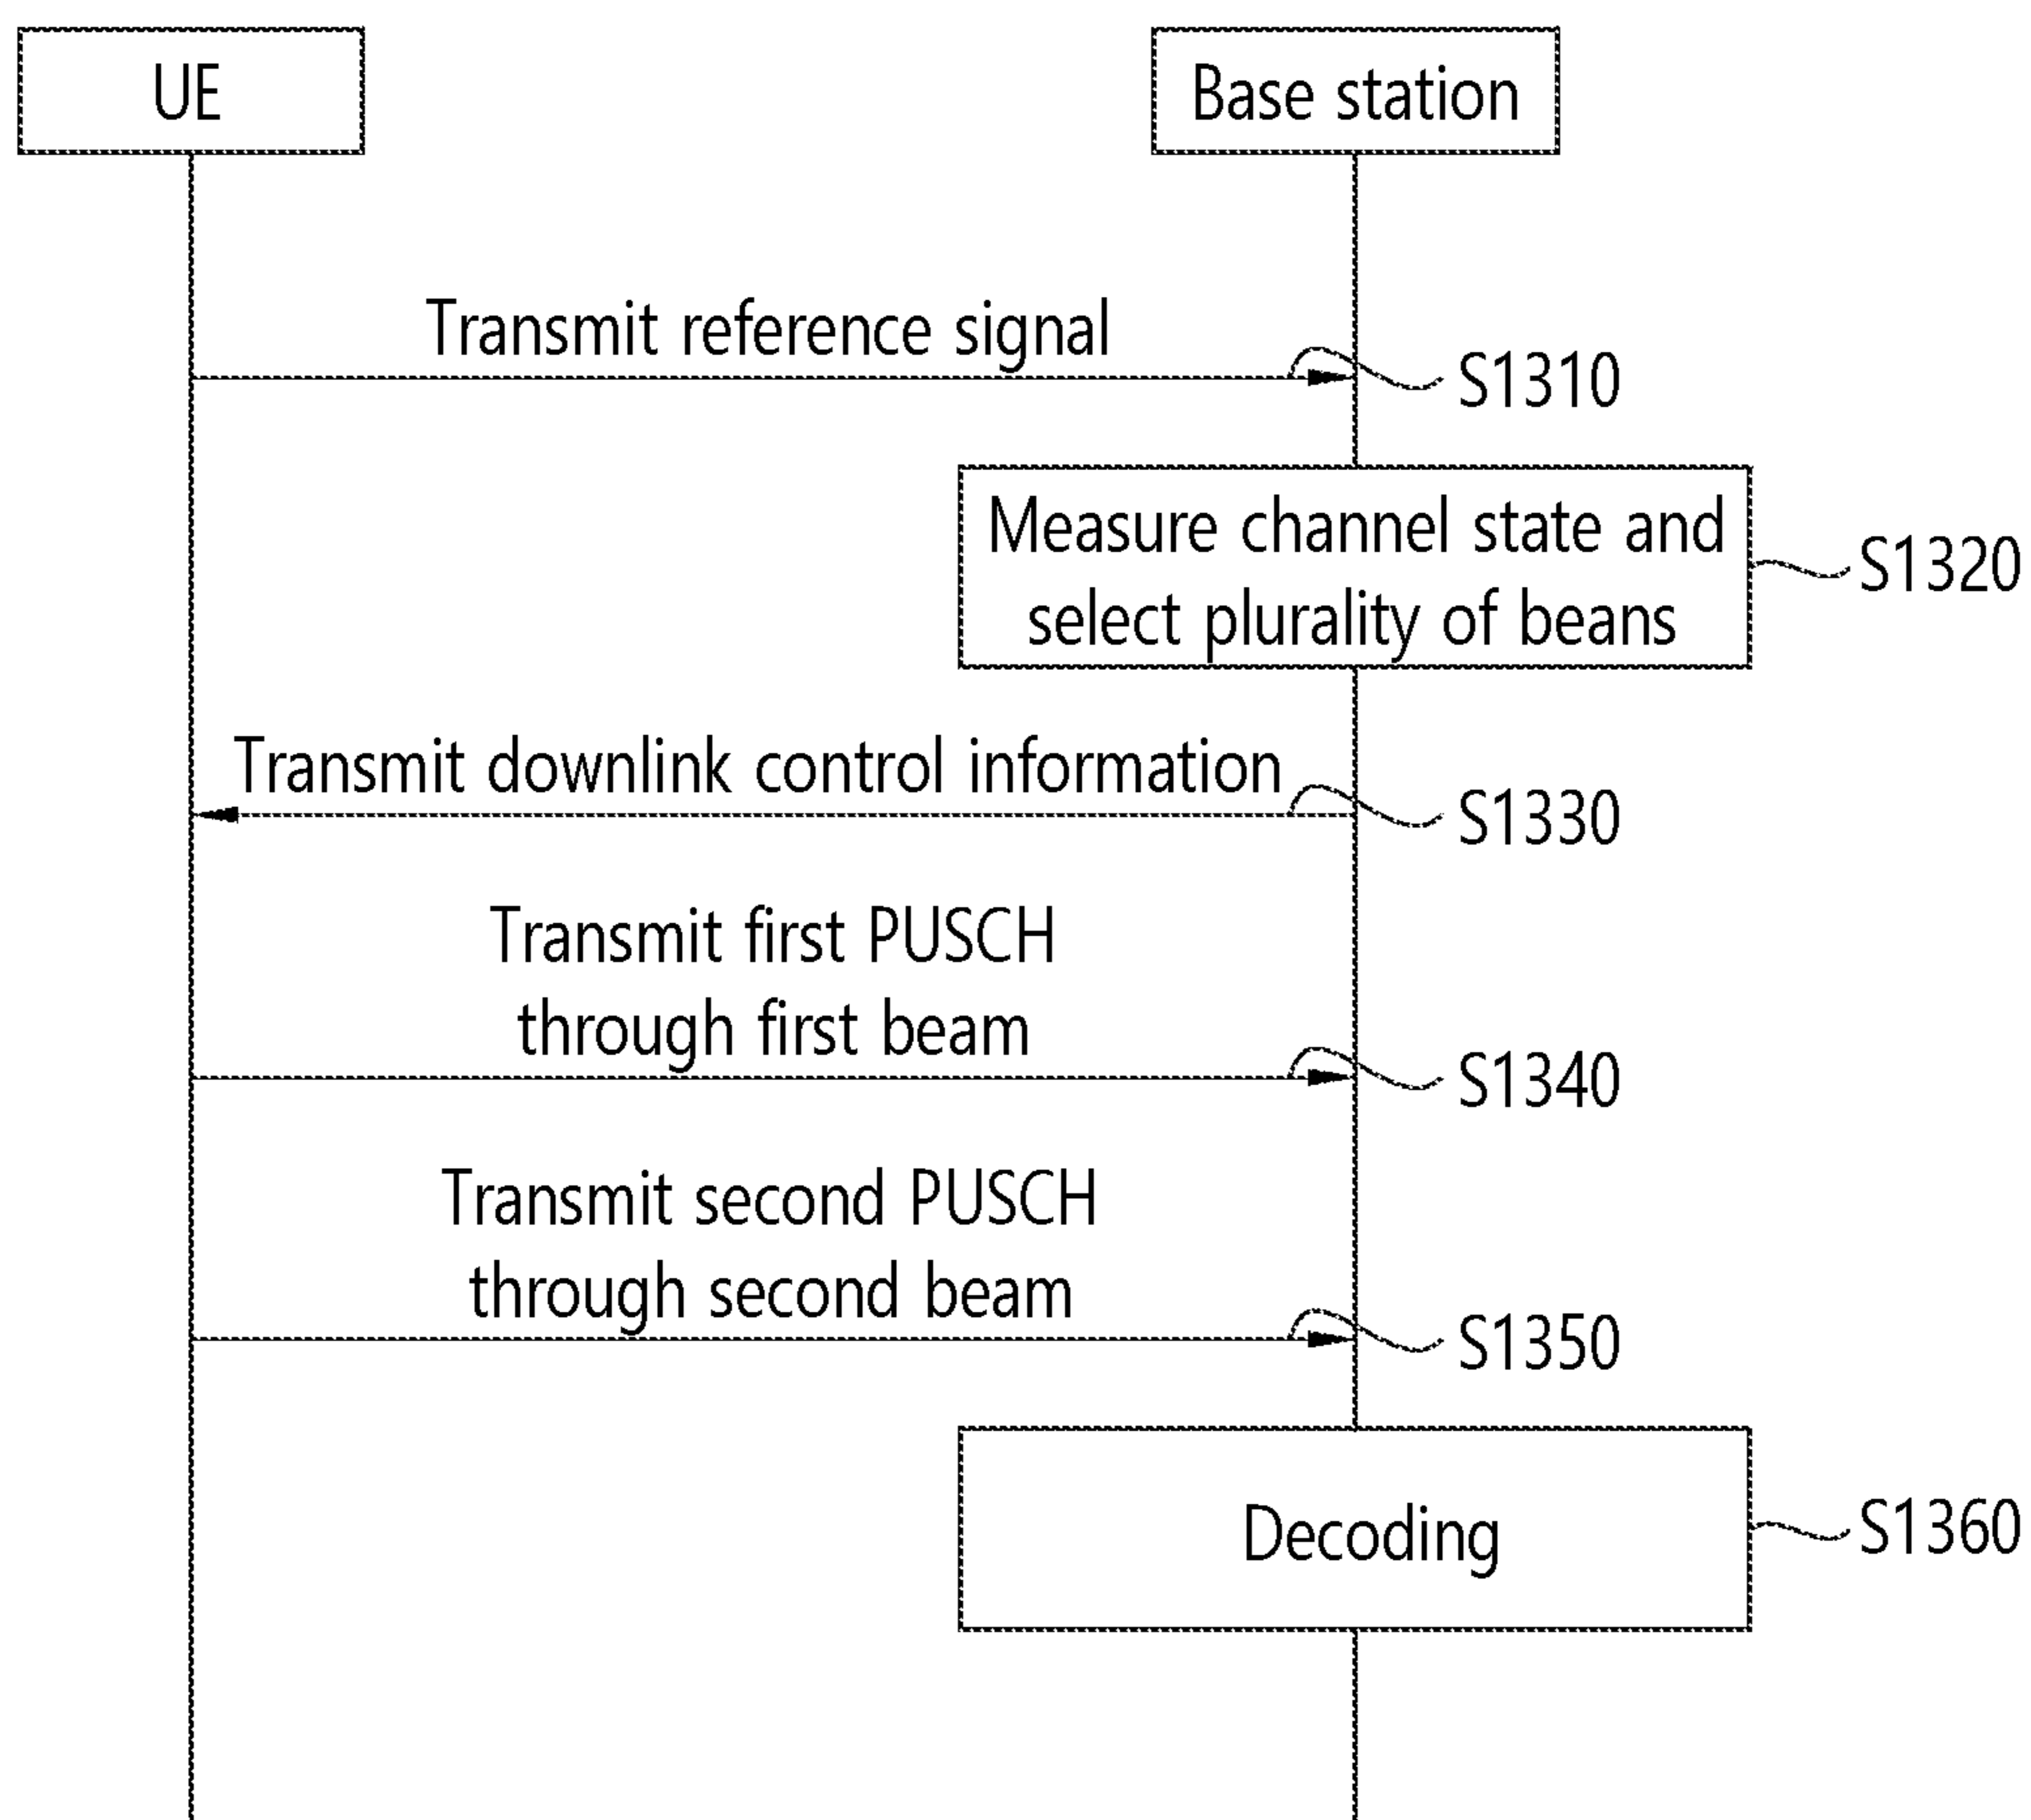 UE
Base station
Transmit reference signal
S1310
Measure channel state and
select plurality of beans
S1320
Transmit downlink control information
S1330
Transmit first PUSCH
through first beam
S1340
Transmit second PUSCH
through second beam
S1350
Decoding
S1360